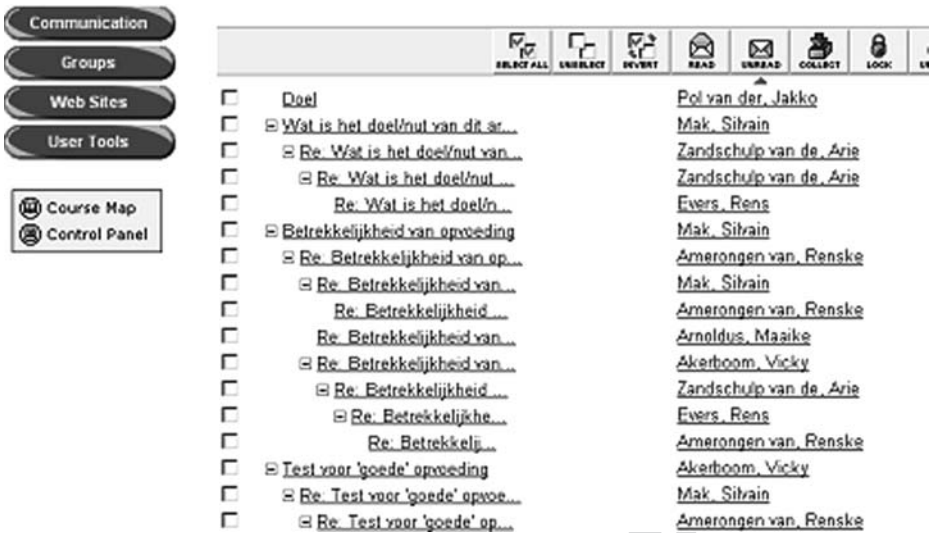 Communication
Groups
Web Sites
User Tools
Course Map
Control Panel
SELECT ALL UNSELECT INVERT READ UNREAD COLLECT LOCK
Doel Pol van der, Jakko
Wat is het doel/nut van dit ar... Mak, Silvain
Re: Wat is het doel/nut van... Zandschulp van de, Arie
Re: Wat is het doel/nut ... Zandschulp van de, Arie
Re: Wat is het doel/n... Evers, Rens
Betrekkelijkheid van opvoeding Mak, Silvain
Re: Betrekkelijkheid van op... Amerongen van, Renske
Re: Betrekkelijkheid van... Mak, Silvain
Re: Betrekkelijkheid ... Amerongen van, Renske
Re: Betrekkelijkheid van... Arnoldus, Maaike
Re: Betrekkelijkheid van... Akerboom, Vicky
Re: Betrekkelijkheid ... Zandschulp van de, Arie
Re: Betrekkelijkhe... Evers, Rens
Re: Betrekkelij... Amerongen van, Renske
Test voor 'goede' opvoeding Akerboom, Vicky
Re: Test voor 'goede' opvoe... Mak, Silvain
Re: Test voor 'goede' op... Amerongen van, Renske